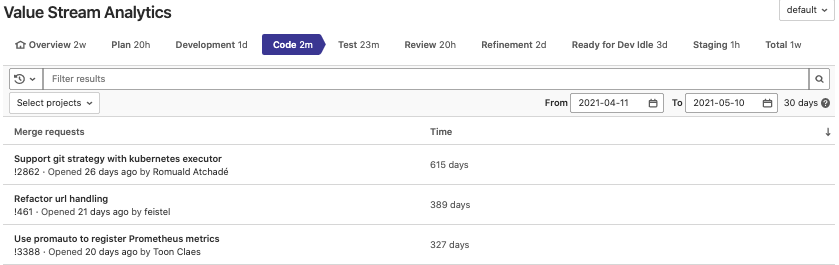 Value Stream Analytics
default
Overview 2w Plan 20h Development 1d Code 2m Test 23m Review 20h Refinement 2d Ready for Dev Idle 3d Staging 1h Total 1w
Filter results
Select projects From 2021-04-11 To 2021-05-10 30 days
Merge requests Time
Support git strategy with kubernetes executor
!2862 · Opened 26 days ago by Romuald Atchadé
615 days
Refactor url handling
!461 · Opened 21 days ago by feistel
389 days
Use promauto to register Prometheus metrics
!3388 · Opened 20 days ago by Toon Claes
327 days